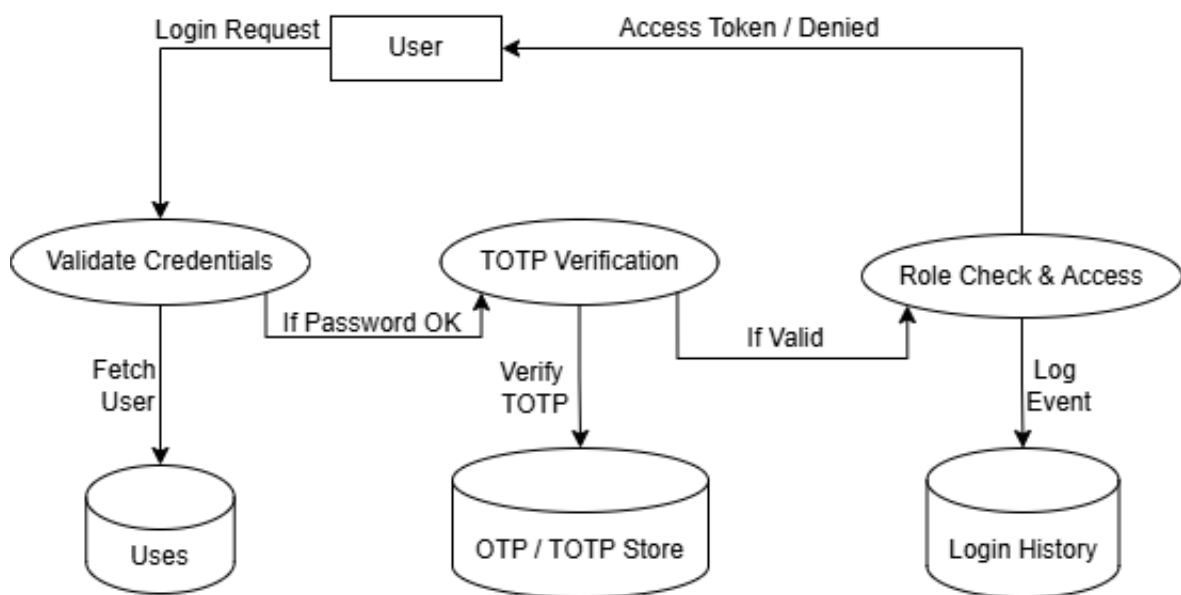 Login Request
User
Access Token / Denied
Validate Credentials
TOTP Verification
Role Check & Access
If Password OK
If Valid
Fetch
User
Verify
TOTP
Log
Event
Uses
OTP / TOTP Store
Login History